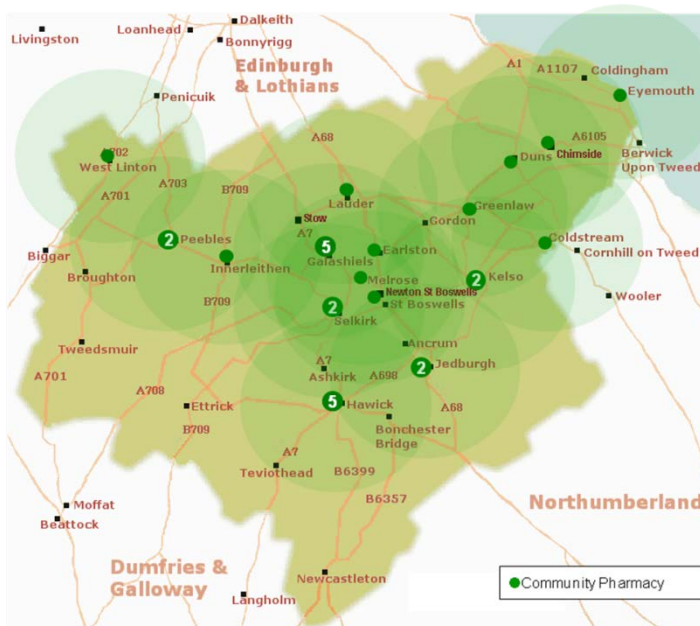 Dalkeith
Livingston
Loanhead
Bonnyrigg
Edinburgh
& Lothians
A1
A1107
Coldingham
Eyemouth
Penicuik
A68
A6105
Berwick
Upon Tweed
A702
West Linton
Duns
Chirnside
A703
A701
B709
Lauder
Greenlaw
Stow
Gordon
A7
2
Peebles
5
Earlston
Coldstream
Biggar
Innerleithen
Galashiels
Cornhill on Tweed
Broughton
Melrose
2
Kelso
B709
Newton St Boswells
St Boswells
Wooler
2
Selkirk
Tweedsmuir
Ancrum
A7
2
Jedburgh
A701
A708
Ashkirk
A698
Ettrick
5
Hawick
A68
B709
Bonchester
Bridge
A7
Teviothead
B6399
B6357
Moffat
Beattock
Northumberland
Dumfries &
Galloway
Newcastleton
Langholm
Community Pharmacy